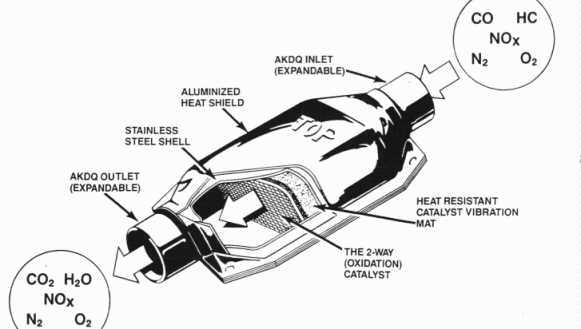 CO HC
NOx
N2 O2
AKDQ INLET
(EXPANDABLE)
ALUMINIZED
HEAT SHIELD
TOP
STAINLESS
STEEL SHELL
AKDQ OUTLET
(EXPANDABLE)
HEAT RESISTANT
CATALYST VIBRATION
MAT
THE 2-WAY
(OXIDATION)
CATALYST
CO2 H2O
NOx
N2 O2